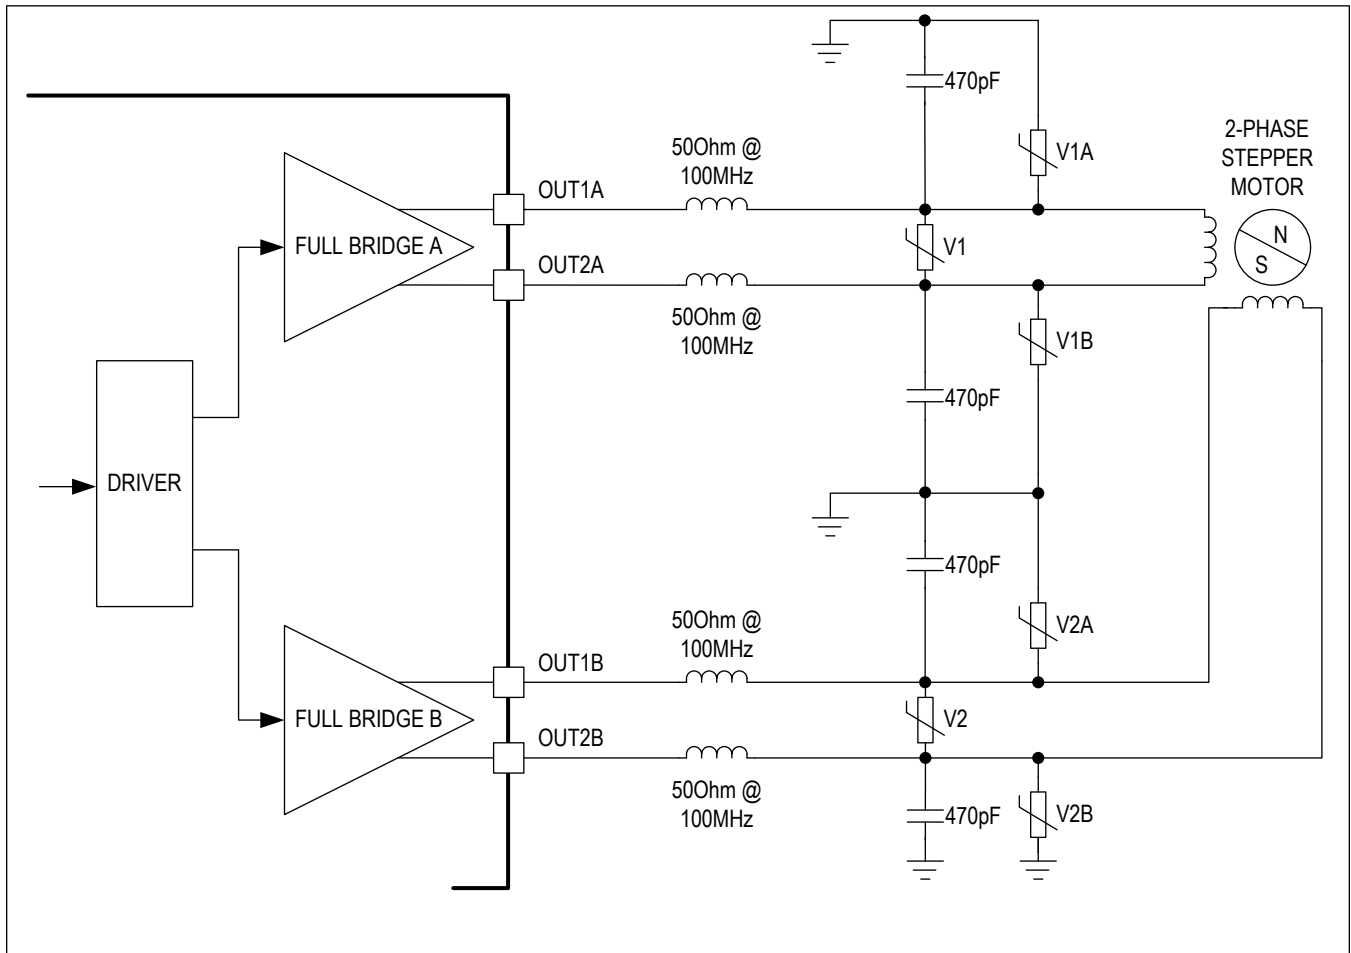 470pF
2-PHASE
STEPPER
MOTOR
50Ohm @
100MHz
V1A
OUT1A
FULL BRIDGE A
V1
N
S
OUT2A
50Ohm @
100MHz
V1B
470pF
DRIVER
470pF
50Ohm @
100MHz
V2A
OUT1B
FULL BRIDGE B
V2
OUT2B
50Ohm @
100MHz
470pF
V2B